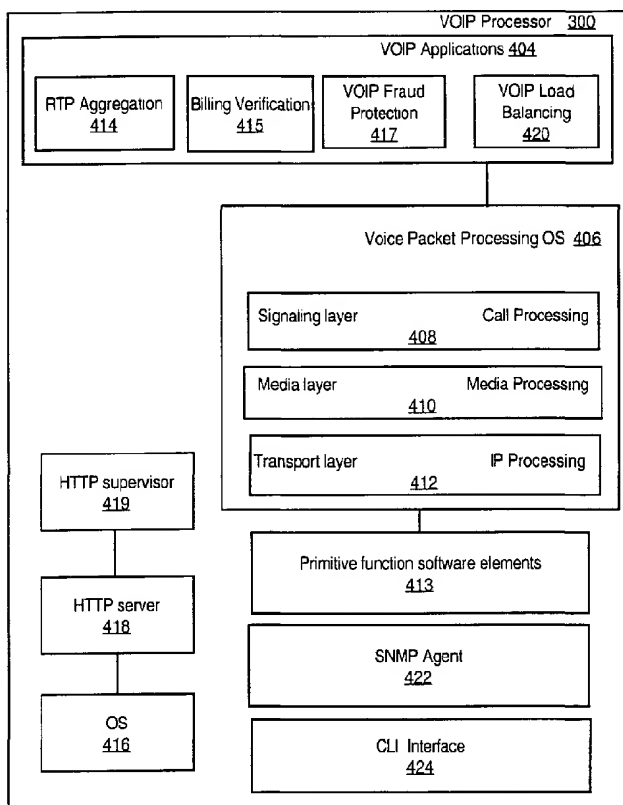 VOIP Processor 300
VOIP Applications 404
RTP Aggregation
414
Billing Verification
415
VOIP Fraud
Protection
417
VOIP Load
Balancing
420
Voice Packet Processing OS 406
Signaling layer Call Processing
408
Media layer Media Processing
410
Transport layer IP Processing
412
HTTP supervisor
419
HTTP server
418
OS
416
Primitive function software elements
413
SNMP Agent
422
CLI Interface
424